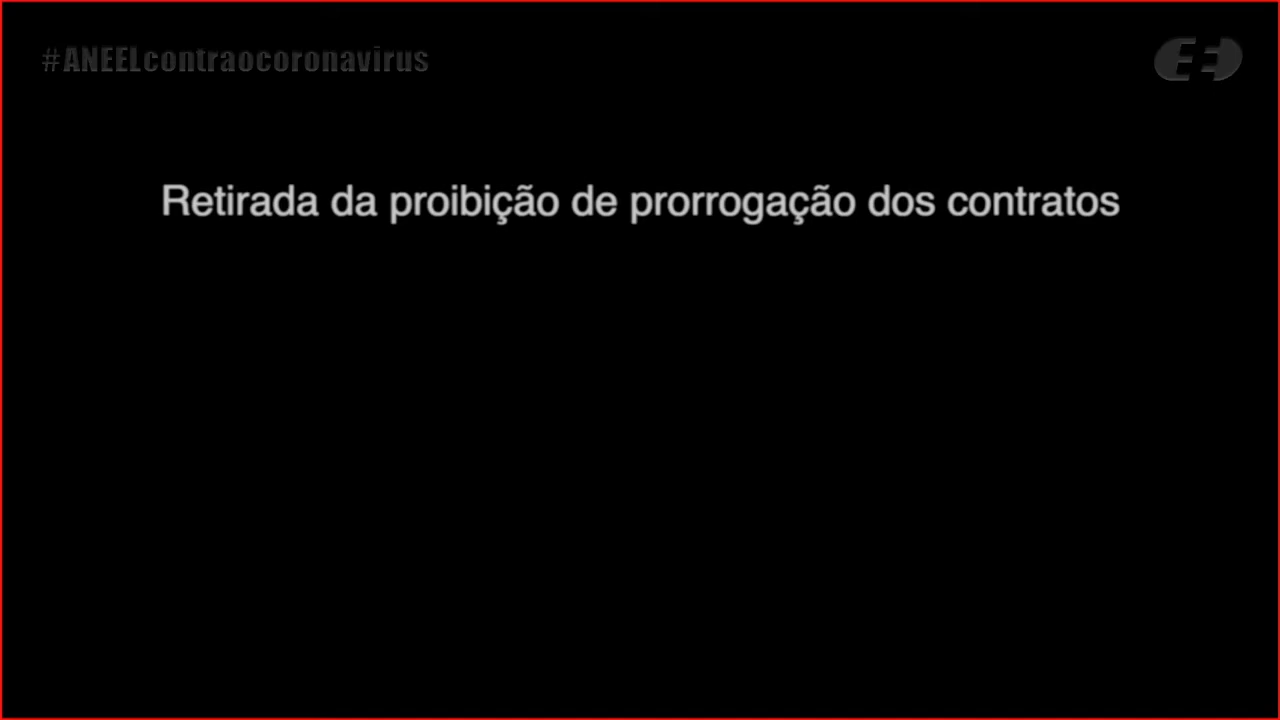 #ANEELcontraocoronavirus
Retirada da proibição de prorrogação dos contratos